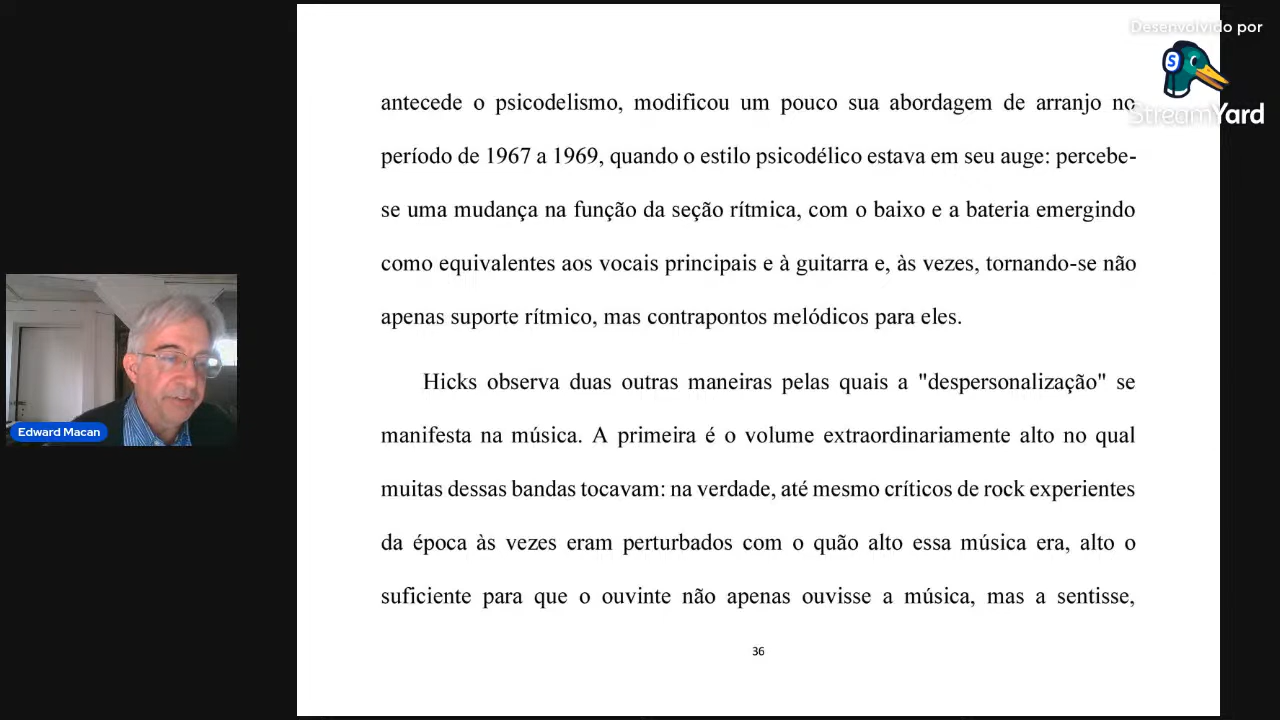 Desenvolvido por
StreamYard
antecede o psicodelismo, modificou um pouco sua abordagem de arranjo no
período de 1967 a 1969, quando o estilo psicodélico estava em seu auge: percebe-
se uma mudança na função da seção rítmica, com o baixo e a bateria emergindo
como equivalentes aos vocais principais e à guitarra e, às vezes, tornando-se não
apenas suporte rítmico, mas contrapontos melódicos para eles.
Hicks observa duas outras maneiras pelas quais a "despersonalização" se
manifesta na música. A primeira é o volume extraordinariamente alto no qual
muitas dessas bandas tocavam: na verdade, até mesmo críticos de rock experientes
da época às vezes eram perturbados com o quão alto essa música era, alto o
suficiente para que o ouvinte não apenas ouvisse a música, mas a sentisse,
36
Edward Macan